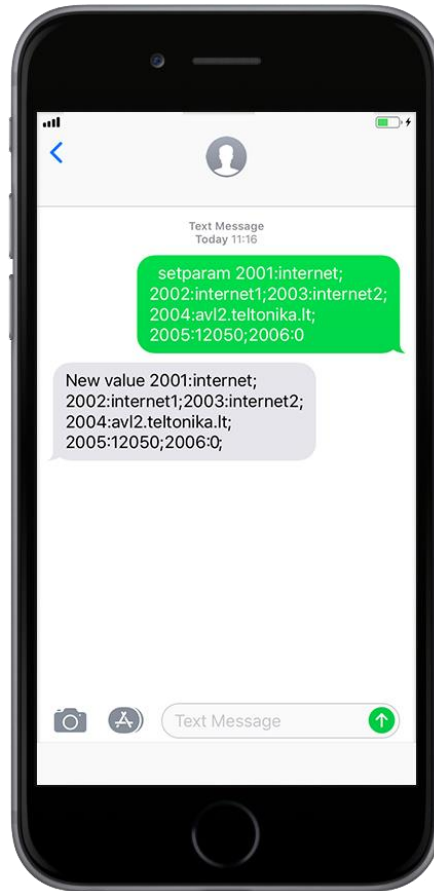 Text Message
Today 11:16
setparam 2001:internet;
2002:internet1;2003:internet2;
2004:avl2.teltonika.lt;
2005:12050;2006:0
New value 2001:internet;
2002:internet1;2003:internet2;
2004:avl2.teltonika.lt;
2005:12050;2006:0;
Text Message